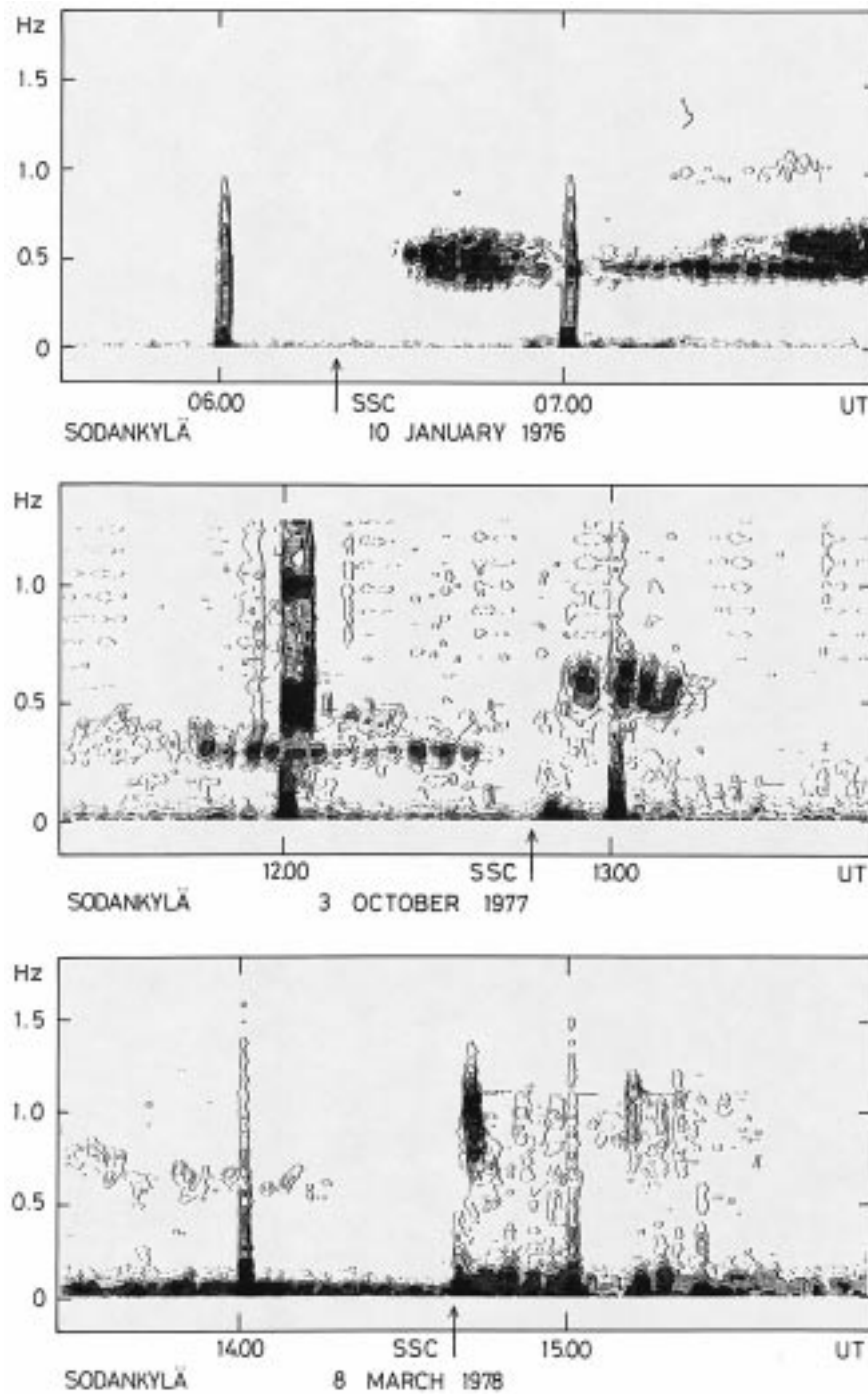 Hz
1.5
1.0
0.5
0
06.00 SSC 07.00 UT
SODANKYLÄ 10 JANUARY 1976
Hz
1.0
0.5
0
12.00 SSC 13.00 UT
SODANKYLÄ 3 OCTOBER 1977
Hz
1.5
1.0
0.5
0
14.00 SSC 15.00 UT
SODANKYLÄ 8 MARCH 1978